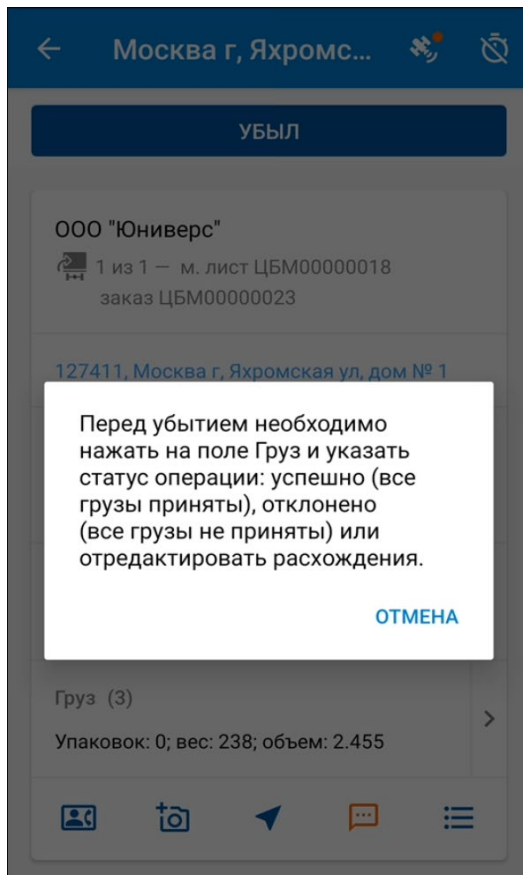 Москва г, Яхромс...
УБЫЛ
ООО "Юниверс"
1 из 1 — м. лист ЦБМ00000018
заказ ЦБМ00000023
127411, Москва г, Яхромская ул, дом № 1
Перед убытием необходимо
нажать на поле Груз и указать
статус операции: успешно (все
грузы приняты), отклонено
(все грузы не приняты) или
отредактировать расхождения.
ОТМЕНА
Груз (3)
Упаковок: 0; вес: 238; объем: 2.455